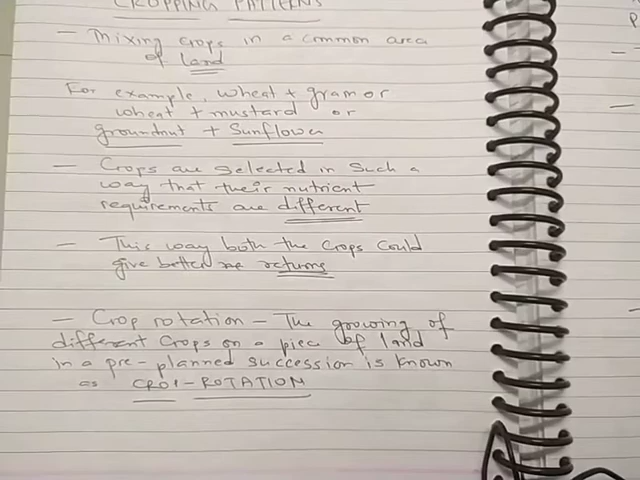 CROPPING PATTERNS
- Mixing crops in a common area
of land
For example, wheat + gram or
wheat + mustard or
groundnut + Sunflower
- Crops are selected in such a
way that their nutrient
requirements are different
- This way both the crops could
give better returns
- Crop rotation - The growing of
different crops on a piece of land
in a pre-planned succession is known
as CROP-ROTATION